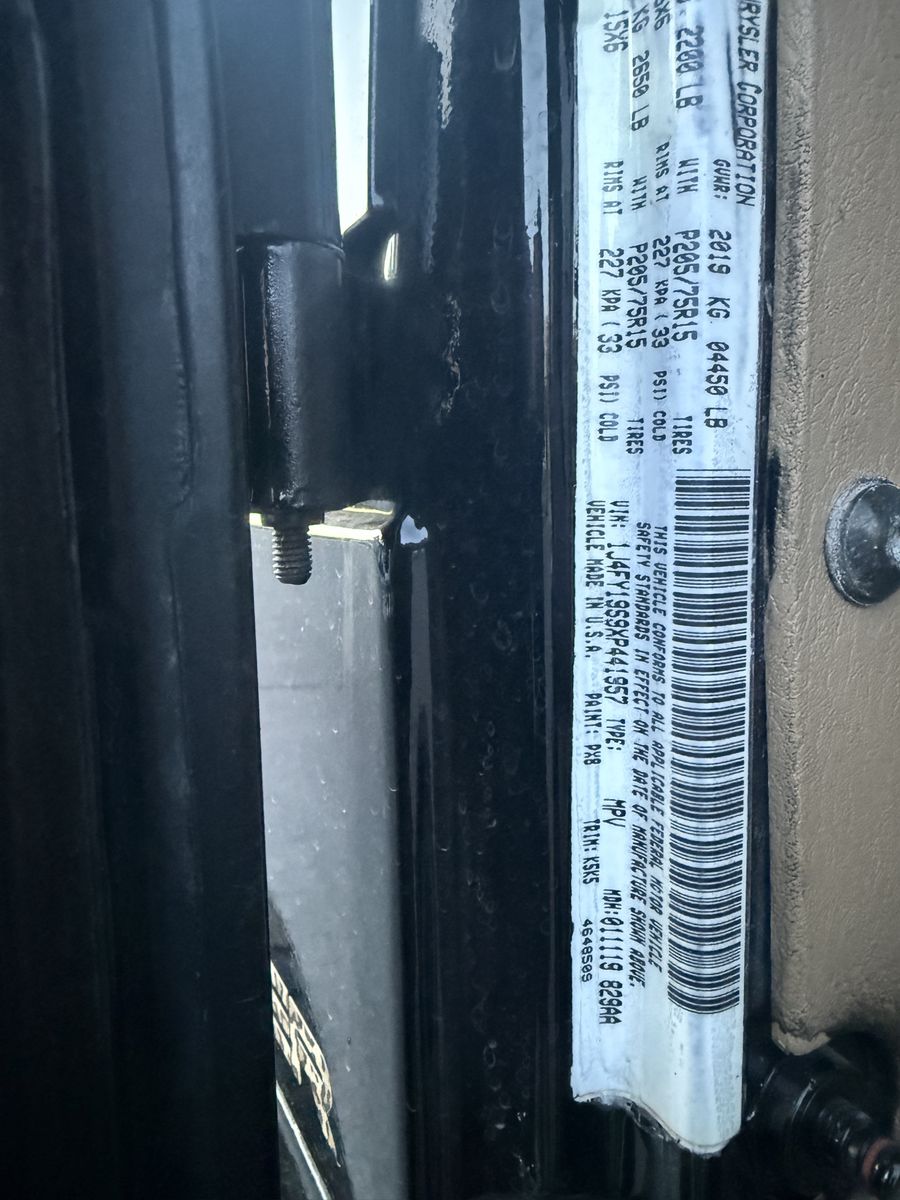 HRYSLER CORPORATION
GVWR: 2019 KG 04450 LB
2200 LB WITH P205/75R15 TIRES
RIMS AT 227 KPA ( 33 PSI) COLD
KG 2650 LB WITH P205/75R15 TIRES
15X6 RIMS AT 227 KPA ( 33 PSI) COLD
THIS VEHICLE CONFORMS TO ALL APPLICABLE FEDERAL MOTOR VEHICLE
SAFETY STANDARDS IN EFFECT ON THE DATE OF MANUFACTURE SHOWN ABOVE.
VIN: 1J4FY19S9XP441957 TYPE: MPV MDH:011119 829AA
VEHICLE MADE IN U.S.A. PAINT: PX8 TRIM: K5K5 4648509